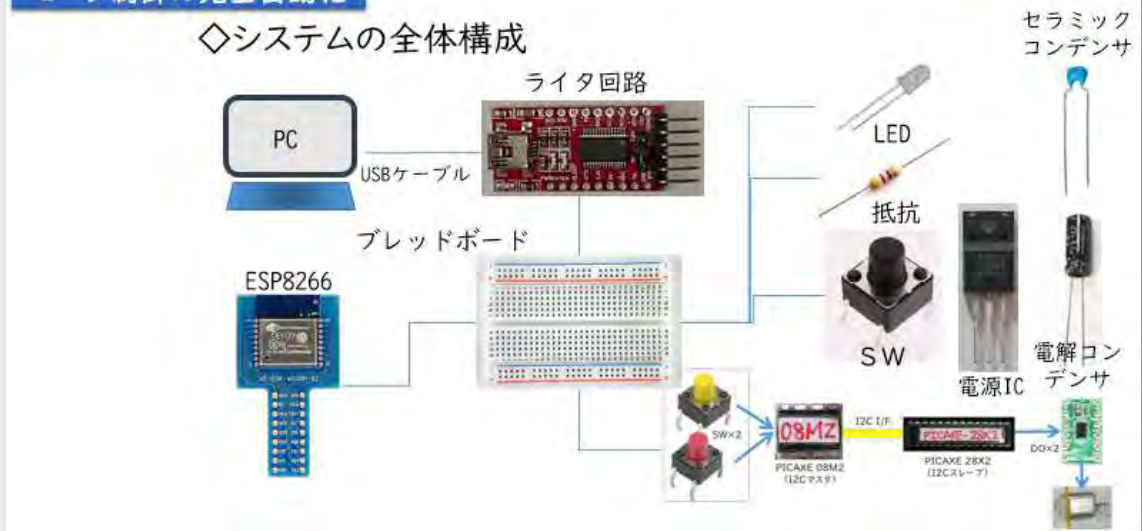 ◇システムの全体構成
セラミック
コンデンサ
ライタ回路
PC
USBケーブル
LED
抵抗
ブレッドボード
ESP8266
SW
電源IC
電解コン
デンサ
SW×2
08MZ
I2C I/F
PICAXE-28X2
DO×2
PICAXE 08M2
(I2Cマスタ)
PICAXE 28X2
(I2Cスレーブ)